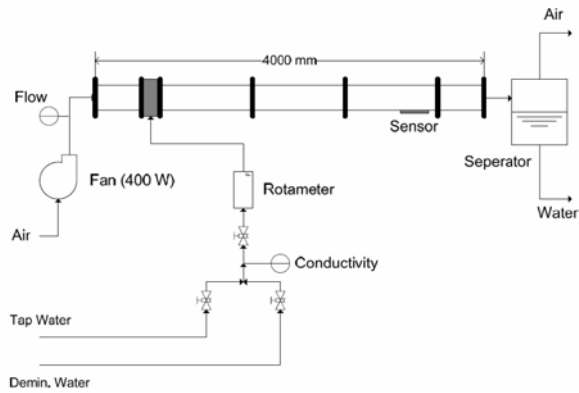 Air
4000 mm
Flow
Sensor
Seperator
Fan (400 W)
Rotameter
Water
Air
Conductivity
Tap Water
Demin. Water